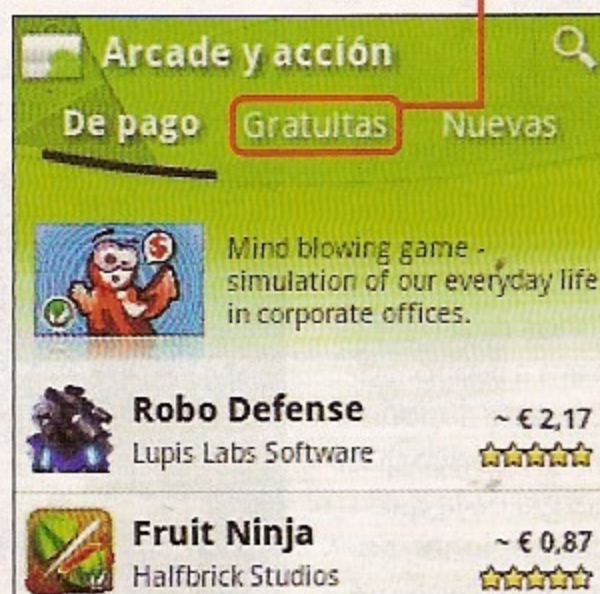 Arcade y acción
De pago Gratuitas Nuevas
Mind blowing game -
simulation of our everyday life
in corporate offices.
Robo Defense ~ € 2,17
Lupis Labs Software
Fruit Ninja ~ € 0,87
Halfbrick Studios